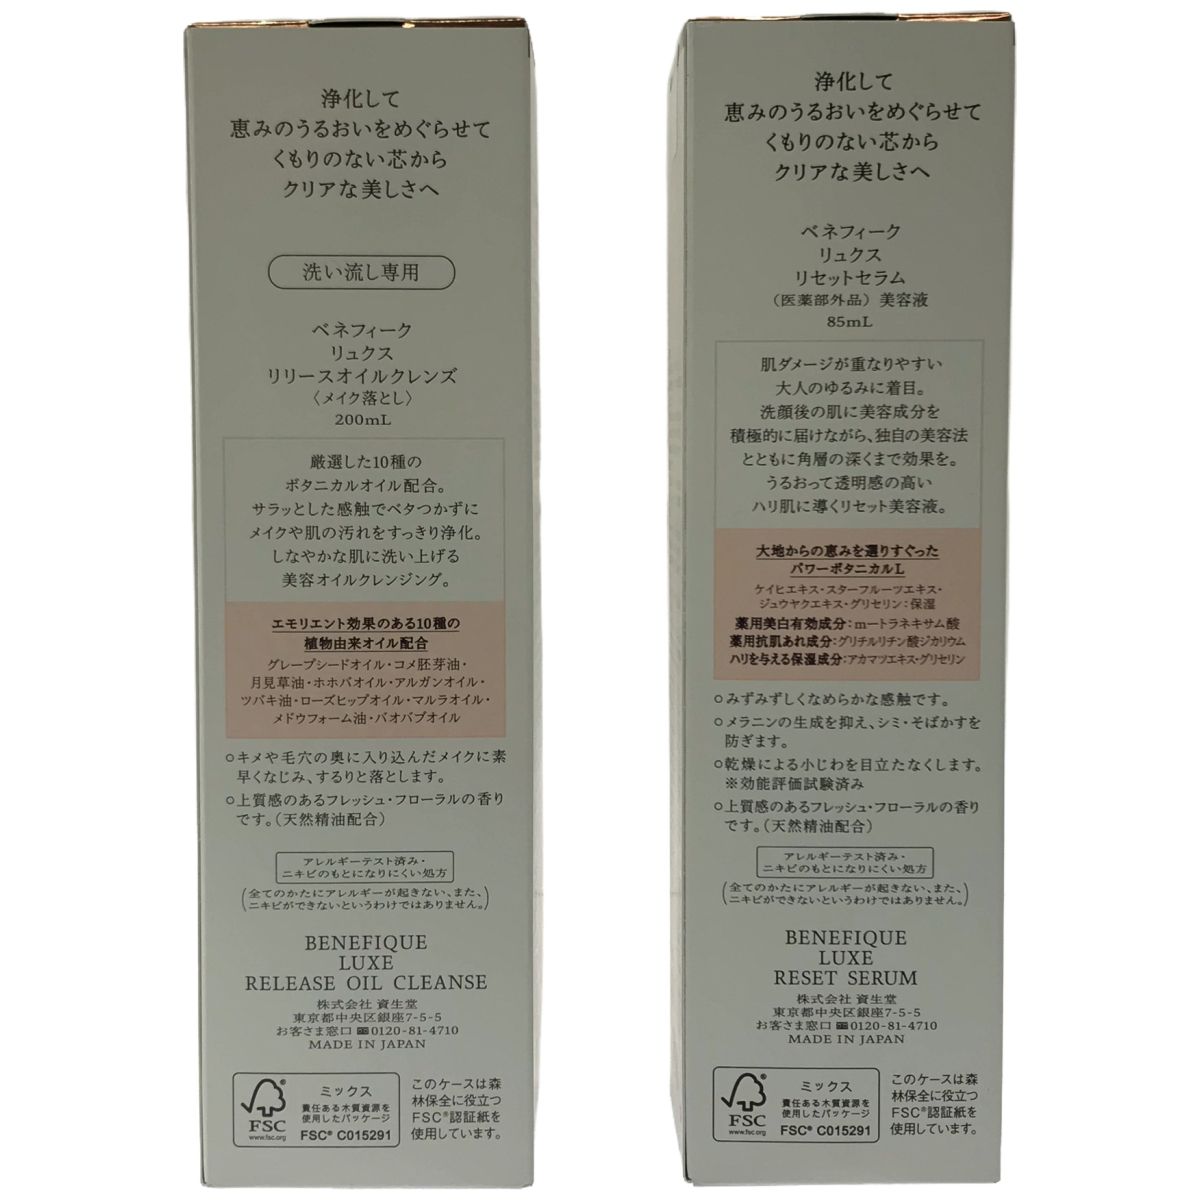 浄化して
恵みのうるおいをめぐらせて
くもりのない芯から
クリアな美しさへ
洗い流し専用
ベネフィーク
リュクス
リリースオイルクレンズ
〈メイク落とし〉
200mL
厳選した10種の
ボタニカルオイル配合。
サラッとした感触でベタつかずに
メイクや肌の汚れをすっきり浄化。
しなやかな肌に洗い上げる
美容オイルクレンジング。
エモリエント効果のある10種の
植物由来オイル配合
グレープシードオイル・コメ胚芽油・
月見草油・ホホバオイル・アルガンオイル・
ツバキ油・ローズヒップオイル・マルラオイル・
メドウフォーム油・バオバブオイル
○キメや毛穴の奥に入り込んだメイクに素
早くなじみ、するりと落とします。
○上質感のあるフレッシュ・フローラルの香り
です。（天然精油配合）
アレルギーテスト済み・
ニキビのもとになりにくい処方
（全てのかたにアレルギーが起きない、また、
ニキビができないというわけではありません。）
BENEFIQUE
LUXE
RELEASE OIL CLEANSE
株式会社 資生堂
東京都中央区銀座7-5-5
お客さま窓口 0120-81-4710
MADE IN JAPAN
FSC
www.fsc.org
ミックス
責任ある木質資源を
使用したパッケージ
FSC® C015291
このケースは森
林保全に役立つ
FSC®認証紙を
使用しています。
浄化して
恵みのうるおいをめぐらせて
くもりのない芯から
クリアな美しさへ
ベネフィーク
リュクス
リセットセラム
（医薬部外品） 美容液
85mL
肌ダメージが重なりやすい
大人のゆるみに着目。
洗顔後の肌に美容成分を
積極的に届けながら、独自の美容法
とともに角層の深くまで効果を。
うるおって透明感の高い
ハリ肌に導くリセット美容液。
大地からの恵みを選りすぐった
パワーボタニカルL
ケイヒエキス・スターフルーツエキス・
ジュウヤクエキス・グリセリン：保湿
薬用美白有効成分：m－トラネキサム酸
薬用抗肌あれ成分：グリチルリチン酸ジカリウム
ハリを与える保湿成分：アカマツエキス・グリセリン
○みずみずしくなめらかな感触です。
○メラニンの生成を抑え、シミ・そばかすを
防ぎます。
○乾燥による小じわを目立たなくします。
※効能評価試験済み
○上質感のあるフレッシュ・フローラルの香り
です。（天然精油配合）
アレルギーテスト済み・
ニキビのもとになりにくい処方
（全てのかたにアレルギーが起きない、また、
ニキビができないというわけではありません。）
BENEFIQUE
LUXE
RESET SERUM
株式会社 資生堂
東京都中央区銀座7-5-5
お客さま窓口 0120-81-4710
MADE IN JAPAN
FSC
www.fsc.org
ミックス
責任ある木質資源を
使用したパッケージ
FSC® C015291
このケースは森
林保全に役立つ
FSC®認証紙を
使用しています。